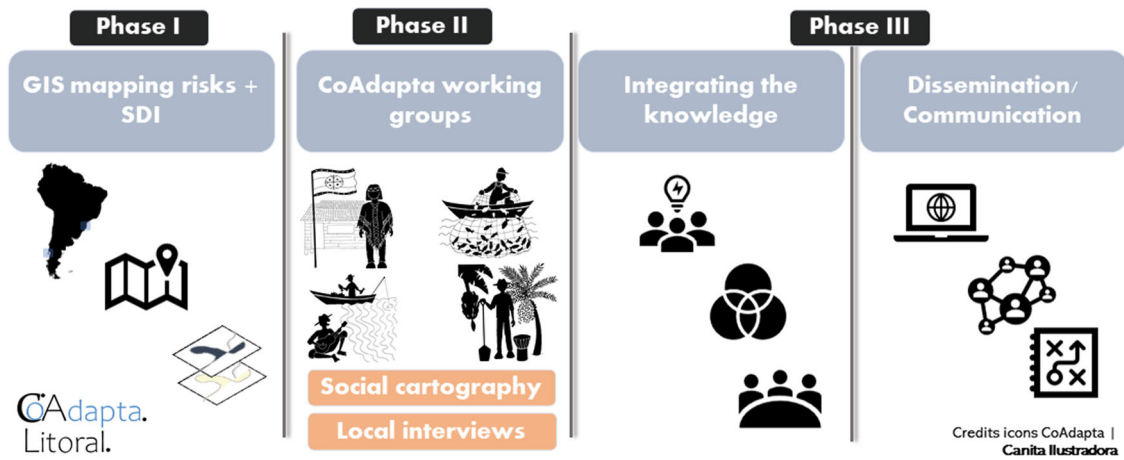 Phase I
GIS mapping risks +
SDI
Phase II
CoAdapta working
groups
Social cartography
Local interviews
Phase III
Integrating the
knowledge
Dissemination/
Communication
CoAdapta.
Litoral.
Credits icons CoAdapta |
Canita Ilustradora